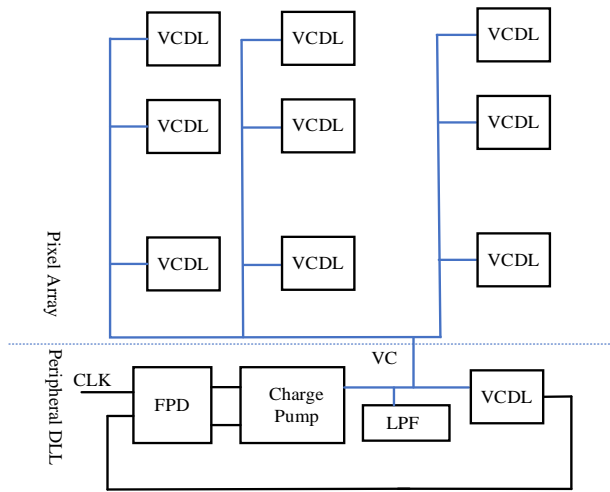 VCDL VCDL VCDL
VCDL VCDL VCDL
VCDL VCDL VCDL
Pixel Array
VC
Peripheral DLL
CLK
FPD
Charge
Pump
LPF
VCDL